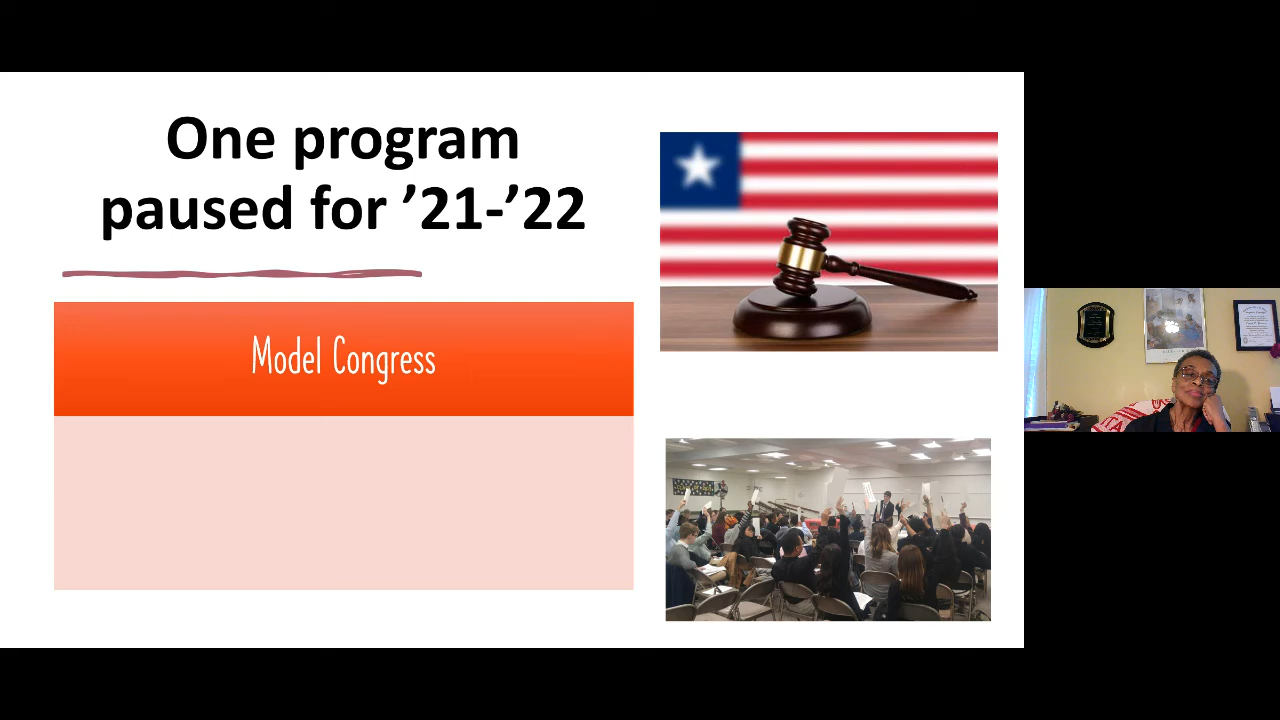 One program
paused for ’21-’22
Model Congress